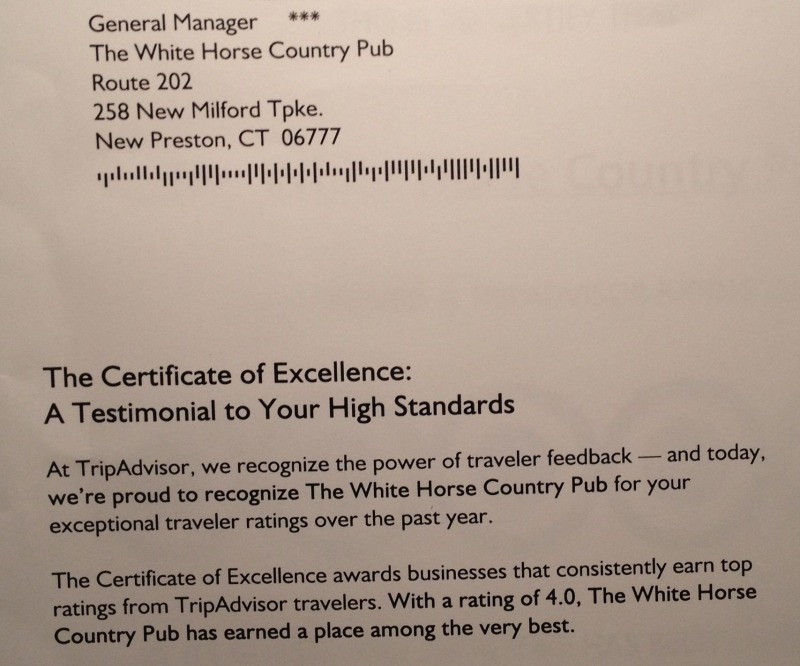 General Manager ***
The White Horse Country Pub
Route 202
258 New Milford Tpke.
New Preston, CT 06777
The Certificate of Excellence:
A Testimonial to Your High Standards
At TripAdvisor, we recognize the power of traveler feedback — and today,
we're proud to recognize The White Horse Country Pub for your
exceptional traveler ratings over the past year.
The Certificate of Excellence awards businesses that consistently earn top
ratings from TripAdvisor travelers. With a rating of 4.0, The White Horse
Country Pub has earned a place among the very best.